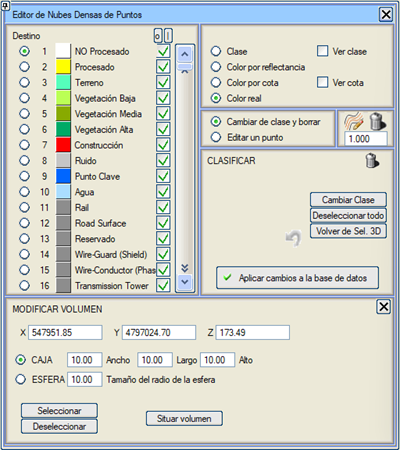 Editor de Nubes Densas de Puntos
Destino
o
1 NO Procesado
2 Procesado
3 Terreno
4 Vegetación Baja
5 Vegetación Media
6 Vegetación Alta
7 Construcción
8 Ruido
9 Punto Clave
10 Agua
11 Rail
12 Road Surface
13 Reservado
14 Wire-Guard (Shield)
15 Wire-Conductor (Phas
16 Transmission Tower
Clase Ver clase
Color por reflectancia
Color por cota Ver cota
Color real
Cambiar de clase y borrar
Editar un punto
1.000
CLASIFICAR
Cambiar Clase
Deseleccionar todo
Volver de Sel. 3D
Aplicar cambios a la base de datos
MODIFICAR VOLUMEN
X 547951.85 Y 4797024.70 Z 173.49
CAJA 10.00 Ancho 10.00 Largo 10.00 Alto
ESFERA 10.00 Tamaño del radio de la esfera
Seleccionar
Deseleccionar
Situar volumen